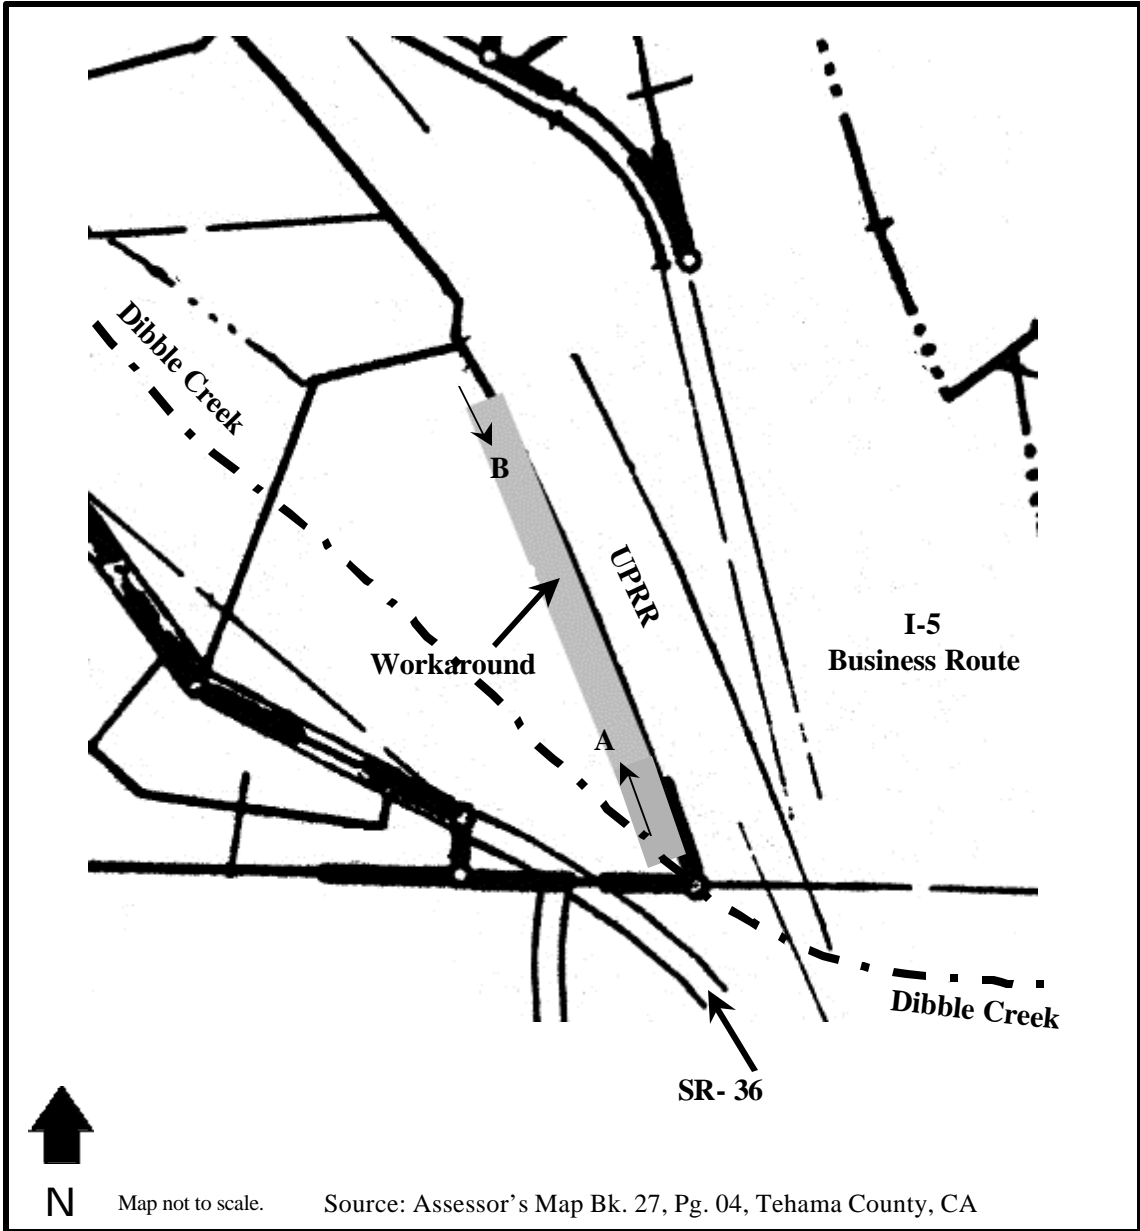 Dibble Creek
B
UPRR
I-5
Business Route
Workaround
A
Dibble Creek
SR- 36
N
Map not to scale.
Source: Assessor's Map Bk. 27, Pg. 04, Tehama County, CA